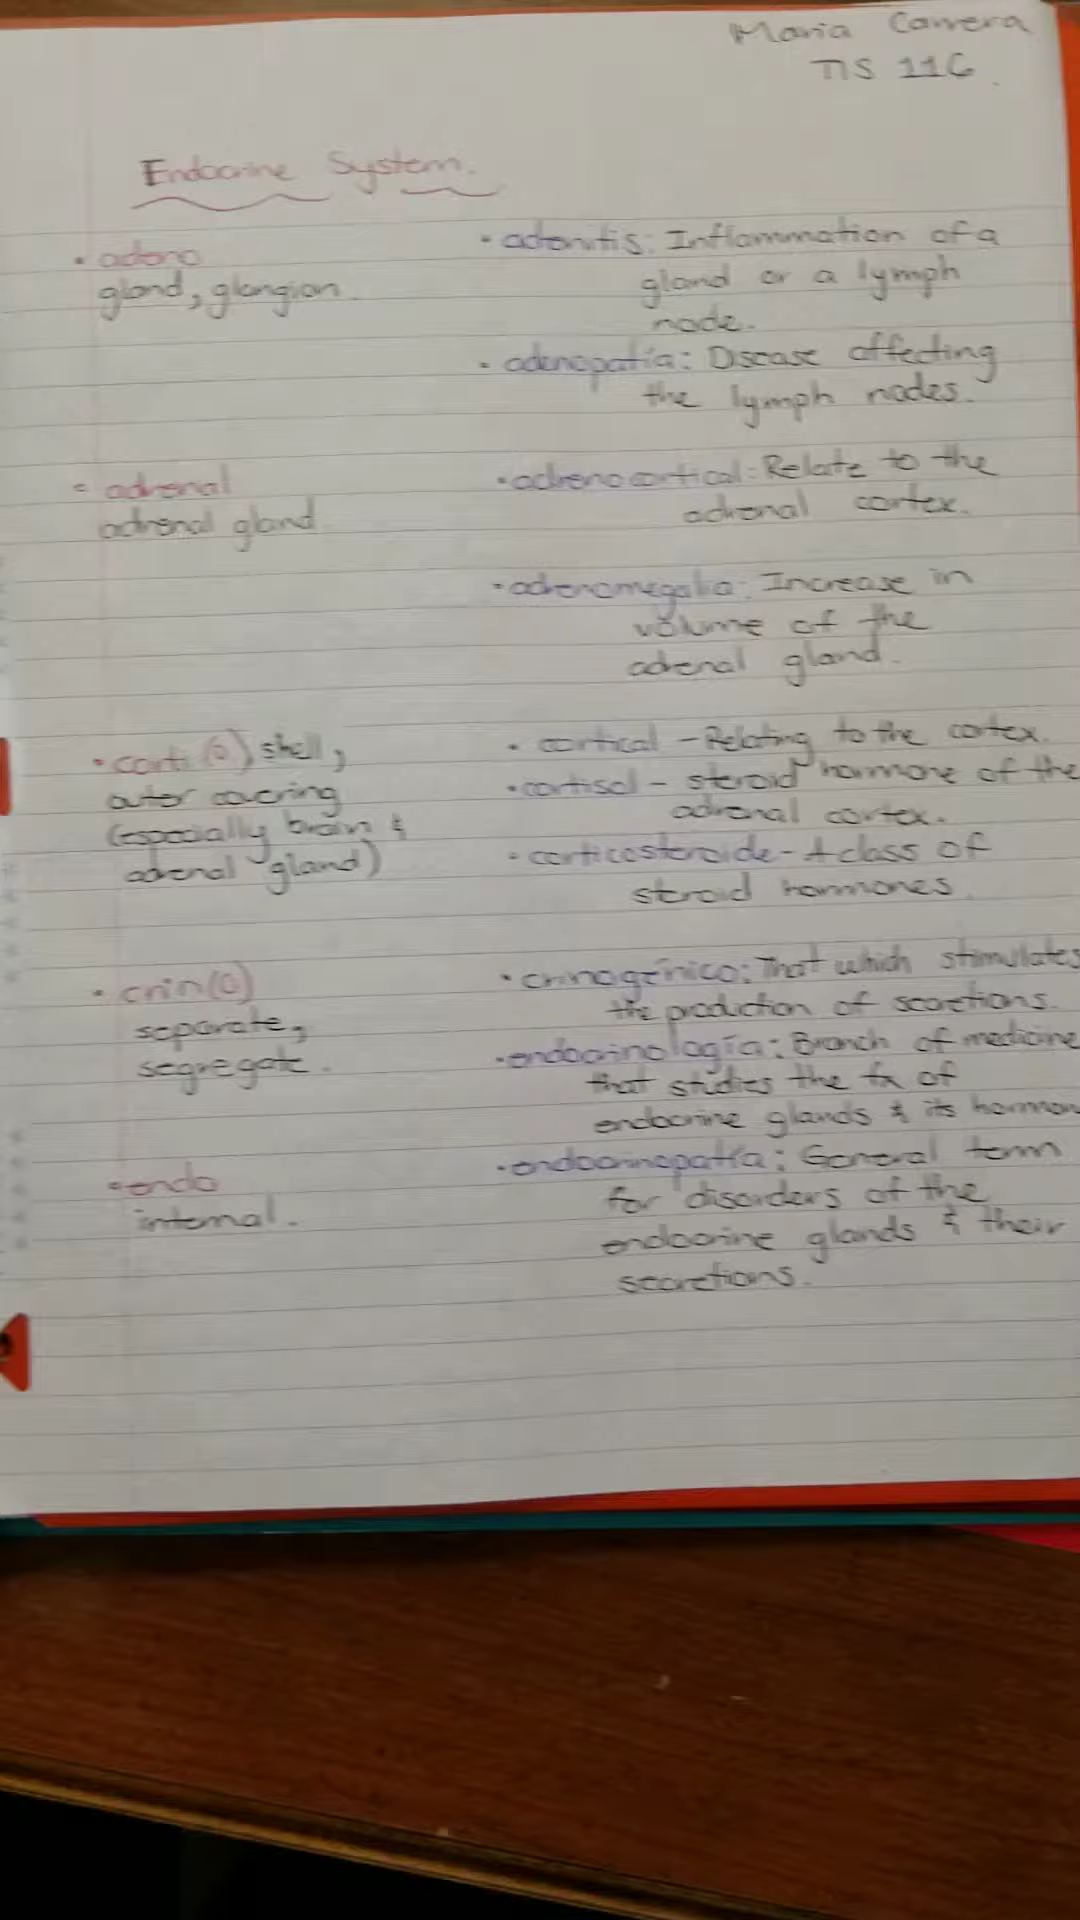 Maria Carrera
TIS 116
Endocrine System.
• adeno
gland, glangion.
• adenitis: Inflammation of a
gland or a lymph
node.
• adenopatía: Disease affecting
the lymph nodes.
• adrenal
adrenal gland
• adrenocortical: Relate to the
adrenal cortex.
• adrenomegalia: Increase in
volume of the
adrenal gland.
• corti(o) shell,
outer covering
(especially brain &
adrenal gland)
• cortical – Relating to the cortex.
• cortisol – steroid hormone of the
adrenal cortex.
• corticosteroide – A class of
steroid hormones.
• crin(o)
separate,
segregate.
• crinogénico: That which stimulates
the production of secretions.
• endocrinología: Branch of medicine
that studies the fx of
endocrine glands & its hormon
• endo
internal.
• endocrinopatía: General term
for disorders of the
endocrine glands & their
secretions.